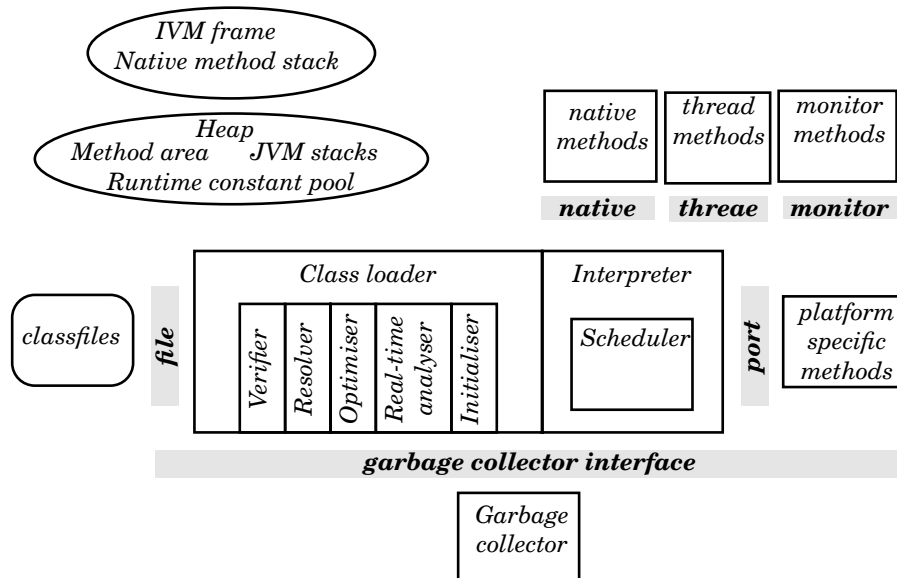 IVM frame
Native method stack
Heap
Method area JVM stacks
Runtime constant pool
native
methods
thread
methods
monitor
methods
native
threae
monitor
Class loader
Interpreter
classfiles
file
Verifier
Resolver
Optimiser
Real-time
analyser
Initialiser
Scheduler
port
platform
specific
methods
garbage collector interface
Garbage
collector